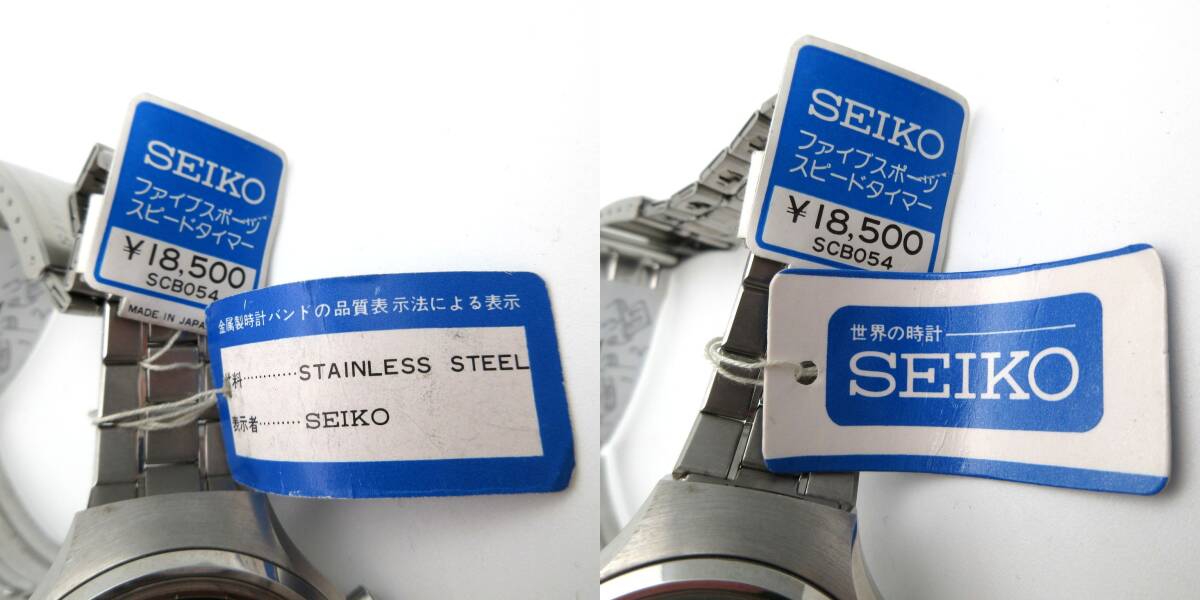 SEIKO
ファイブスポーツ
スピードタイマー
¥18,500
SCB054
MADE IN JAPA
金属製時計バンドの品質表示法による表示
料…………STAINLESS STEEL
表示者………SEIKO
SEIKO
ファイブスポーツ
スピードタイマー
¥18,500
SCB054
世界の時計
SEIKO